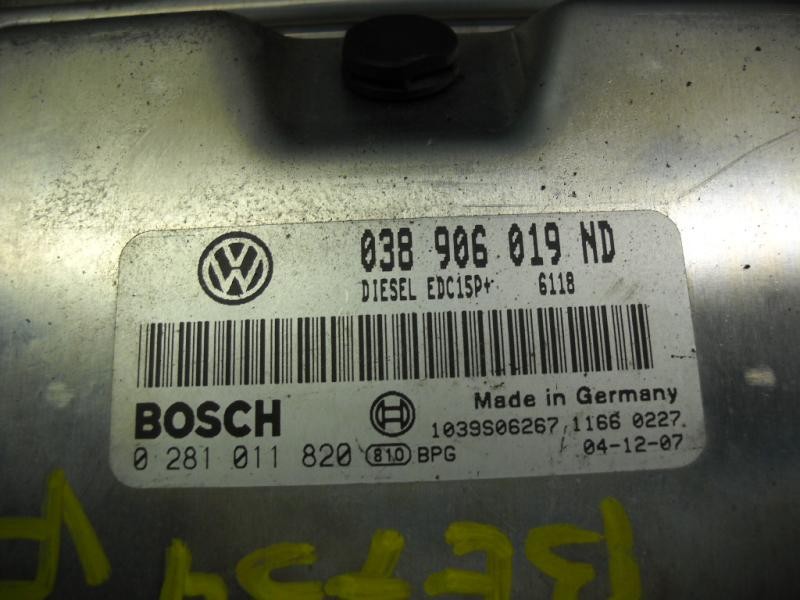 038 906 019 ND
DIESEL EDC15P+ 6118
BOSCH
Made in Germany
1039S06267 1166 0227
0 281 011 820 810 BPG
04-12-07